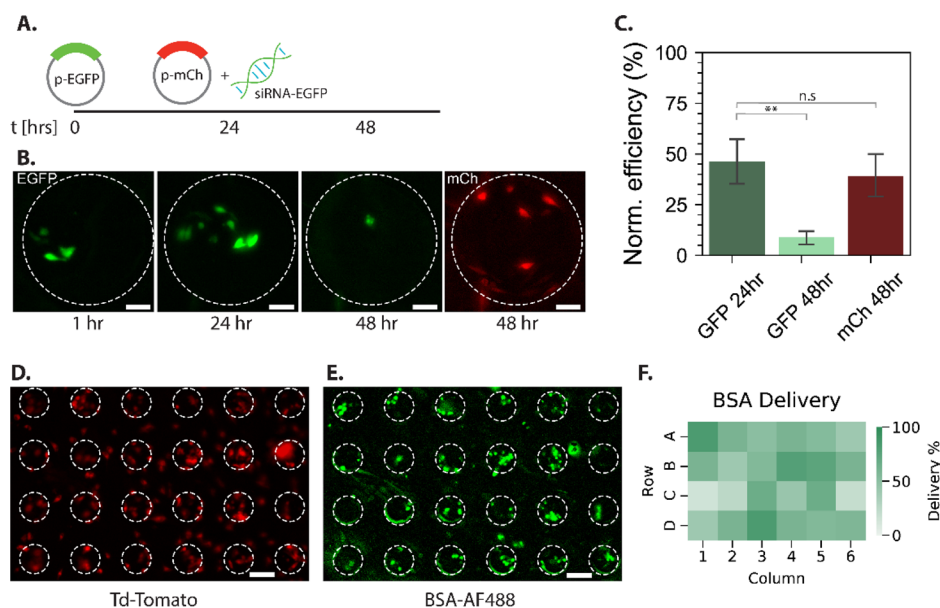 A.
p-EGFP
p-mCh
+
siRNA-EGFP
t [hrs] 0 24 48
B.
EGFP
mCh
1 hr
24 hr
48 hr
48 hr
C.
Norm. efficiency (%)
100
75
50
25
0
n.s
**
GFP 24hr
GFP 48hr
mCh 48hr
D.
Td-Tomato
E.
BSA-AF488
F.
BSA Delivery
Row
A
B
C
D
1 2 3 4 5 6
Column
100
50
0
Delivery %